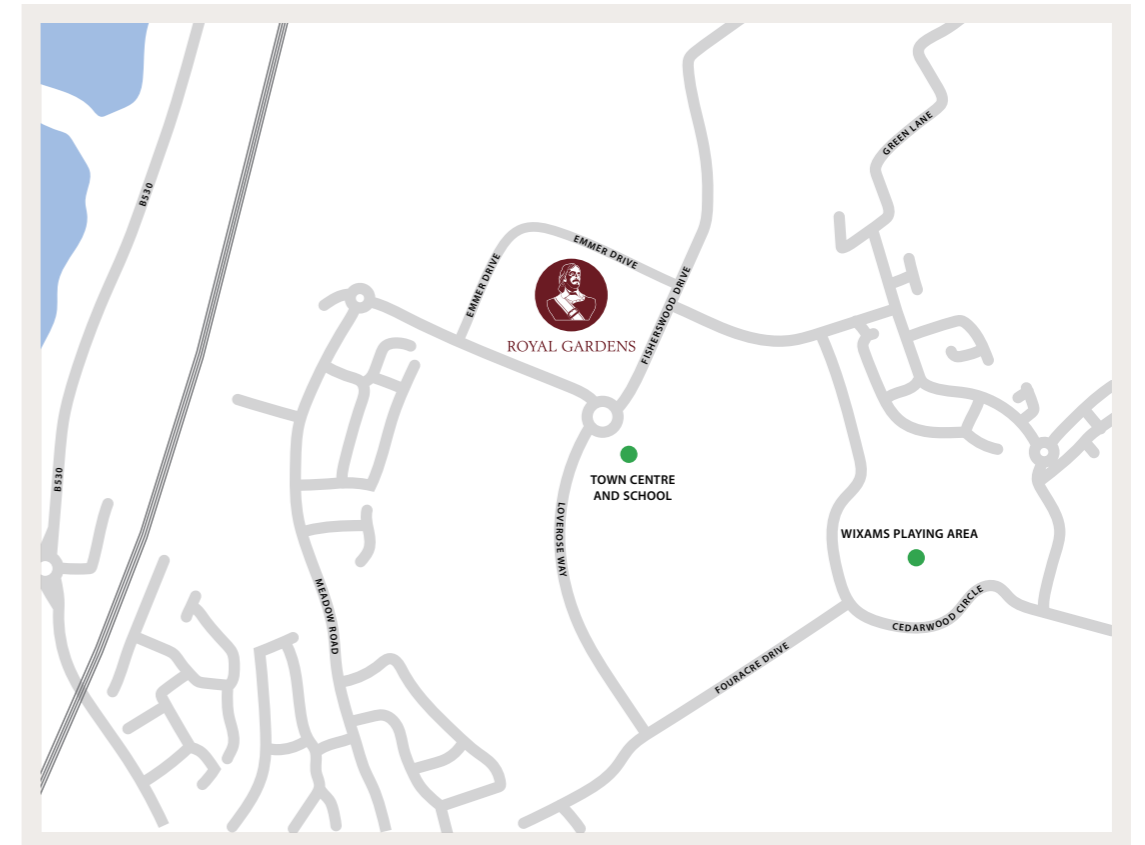 GREEN LANE
B530
EMMER DRIVE
EMMER DRIVE
FISHERSWOOD DRIVE
ROYAL GARDENS
TOWN CENTRE
AND SCHOOL
B530
LOVEROSE WAY
WIXAMS PLAYING AREA
MEADOW ROAD
CEDARWOOD CIRCLE
FOURACRE DRIVE